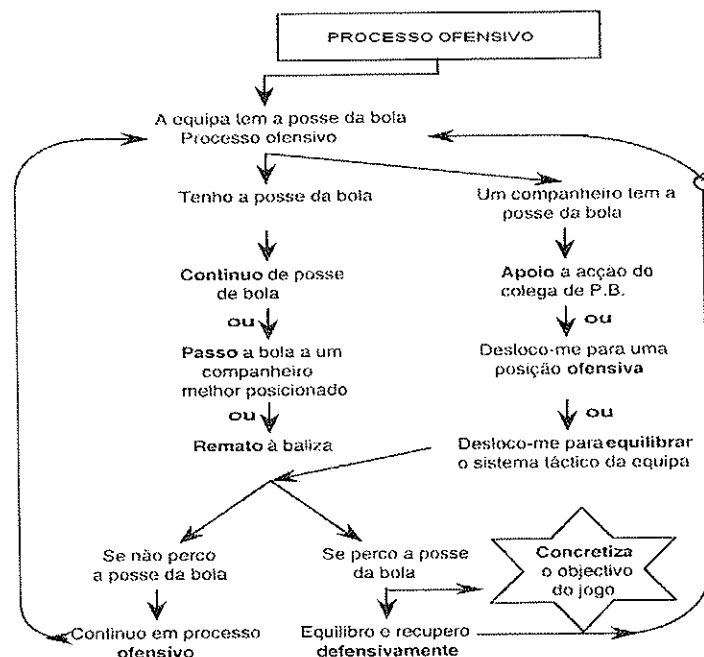 PROCESSO OFENSIVO
A equipa tem a posse da bola
Processo ofensivo
Tenho a posse da bola
Um companheiro tem a
posse da bola
Continuo de posse
de bola
Apoio a acção do
colega de P.B.
ou
ou
Passo a bola a um
companheiro
melhor posicionado
Desloco-me para uma
posição ofensiva
ou
ou
Remato à baliza
Desloco-me para equilibrar
o sistema táctico da equipa
Se não perco
a posse da bola
Se perco a posse
da bola
Concretiza
o objectivo
do jogo
Continuo em processo
ofensivo
Equilibro e recupero
defensivamente